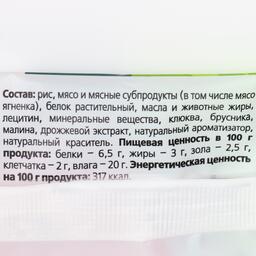 Состав: рис, мясо и мясные субпродукты (в том числе мясо
ягненка), белок растительный, масла и животные жиры,
лецитин, минеральные вещества, клюква, брусника,
малина, дрожжевой экстракт, натуральный ароматизатор,
натуральный краситель. Пищевая ценность в 100 г
продукта: белки – 6,5 г, жиры – 3 г, зола – 2,5 г,
клетчатка – 2 г, влага – 20 г. Энергетическая ценность
на 100 г продукта: 317 ккал.